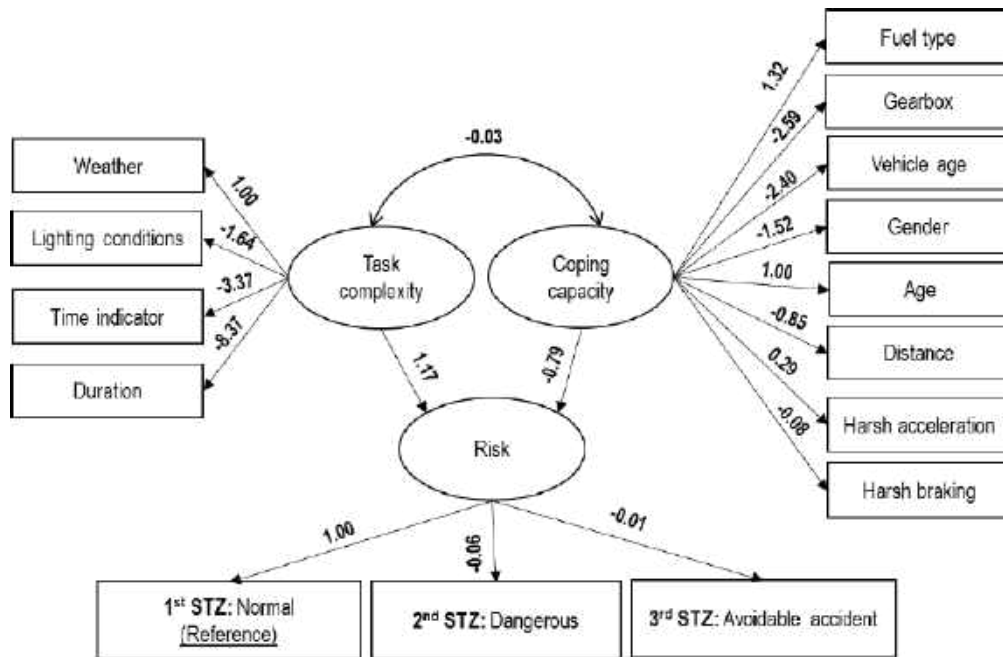 Fuel type
1.32
Gearbox
-2.59
-0.03
Weather
1.00
Vehicle age
-2.40
Lighting conditions
-1.64
Gender
-1.52
Task
complexity
Coping
capacity
Age
1.00
Time indicator
-3.37
Distance
-0.85
Duration
-8.37
1.17
-0.79
Harsh acceleration
0.29
Risk
Harsh braking
-0.08
1.00
-0.06
-0.01
1st STZ: Normal
(Reference)
2nd STZ: Dangerous
3rd STZ: Avoidable accident